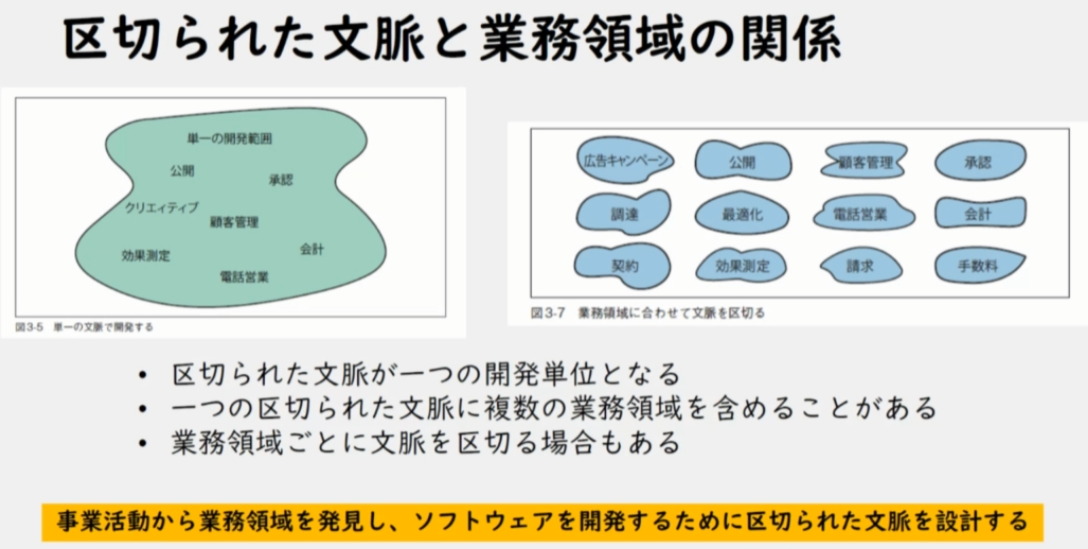 区切られた文脈と業務領域の関係
単一の開発範囲
公開
承認
クリエィティブ
顧客管理
効果測定
会計
電話営業
図3-5 単一の文脈で開発する
広告キャンペーン 公開 顧客管理 承認
調達 最適化 電話営業 会計
契約 効果測定 請求 手数料
図3-7 業務領域に合わせて文脈を区切る
• 区切られた文脈が一つの開発単位となる
• 一つの区切られた文脈に複数の業務領域を含めることがある
• 業務領域ごとに文脈を区切る場合もある
事業活動から業務領域を発見し、ソフトウェアを開発するために区切られた文脈を設計する